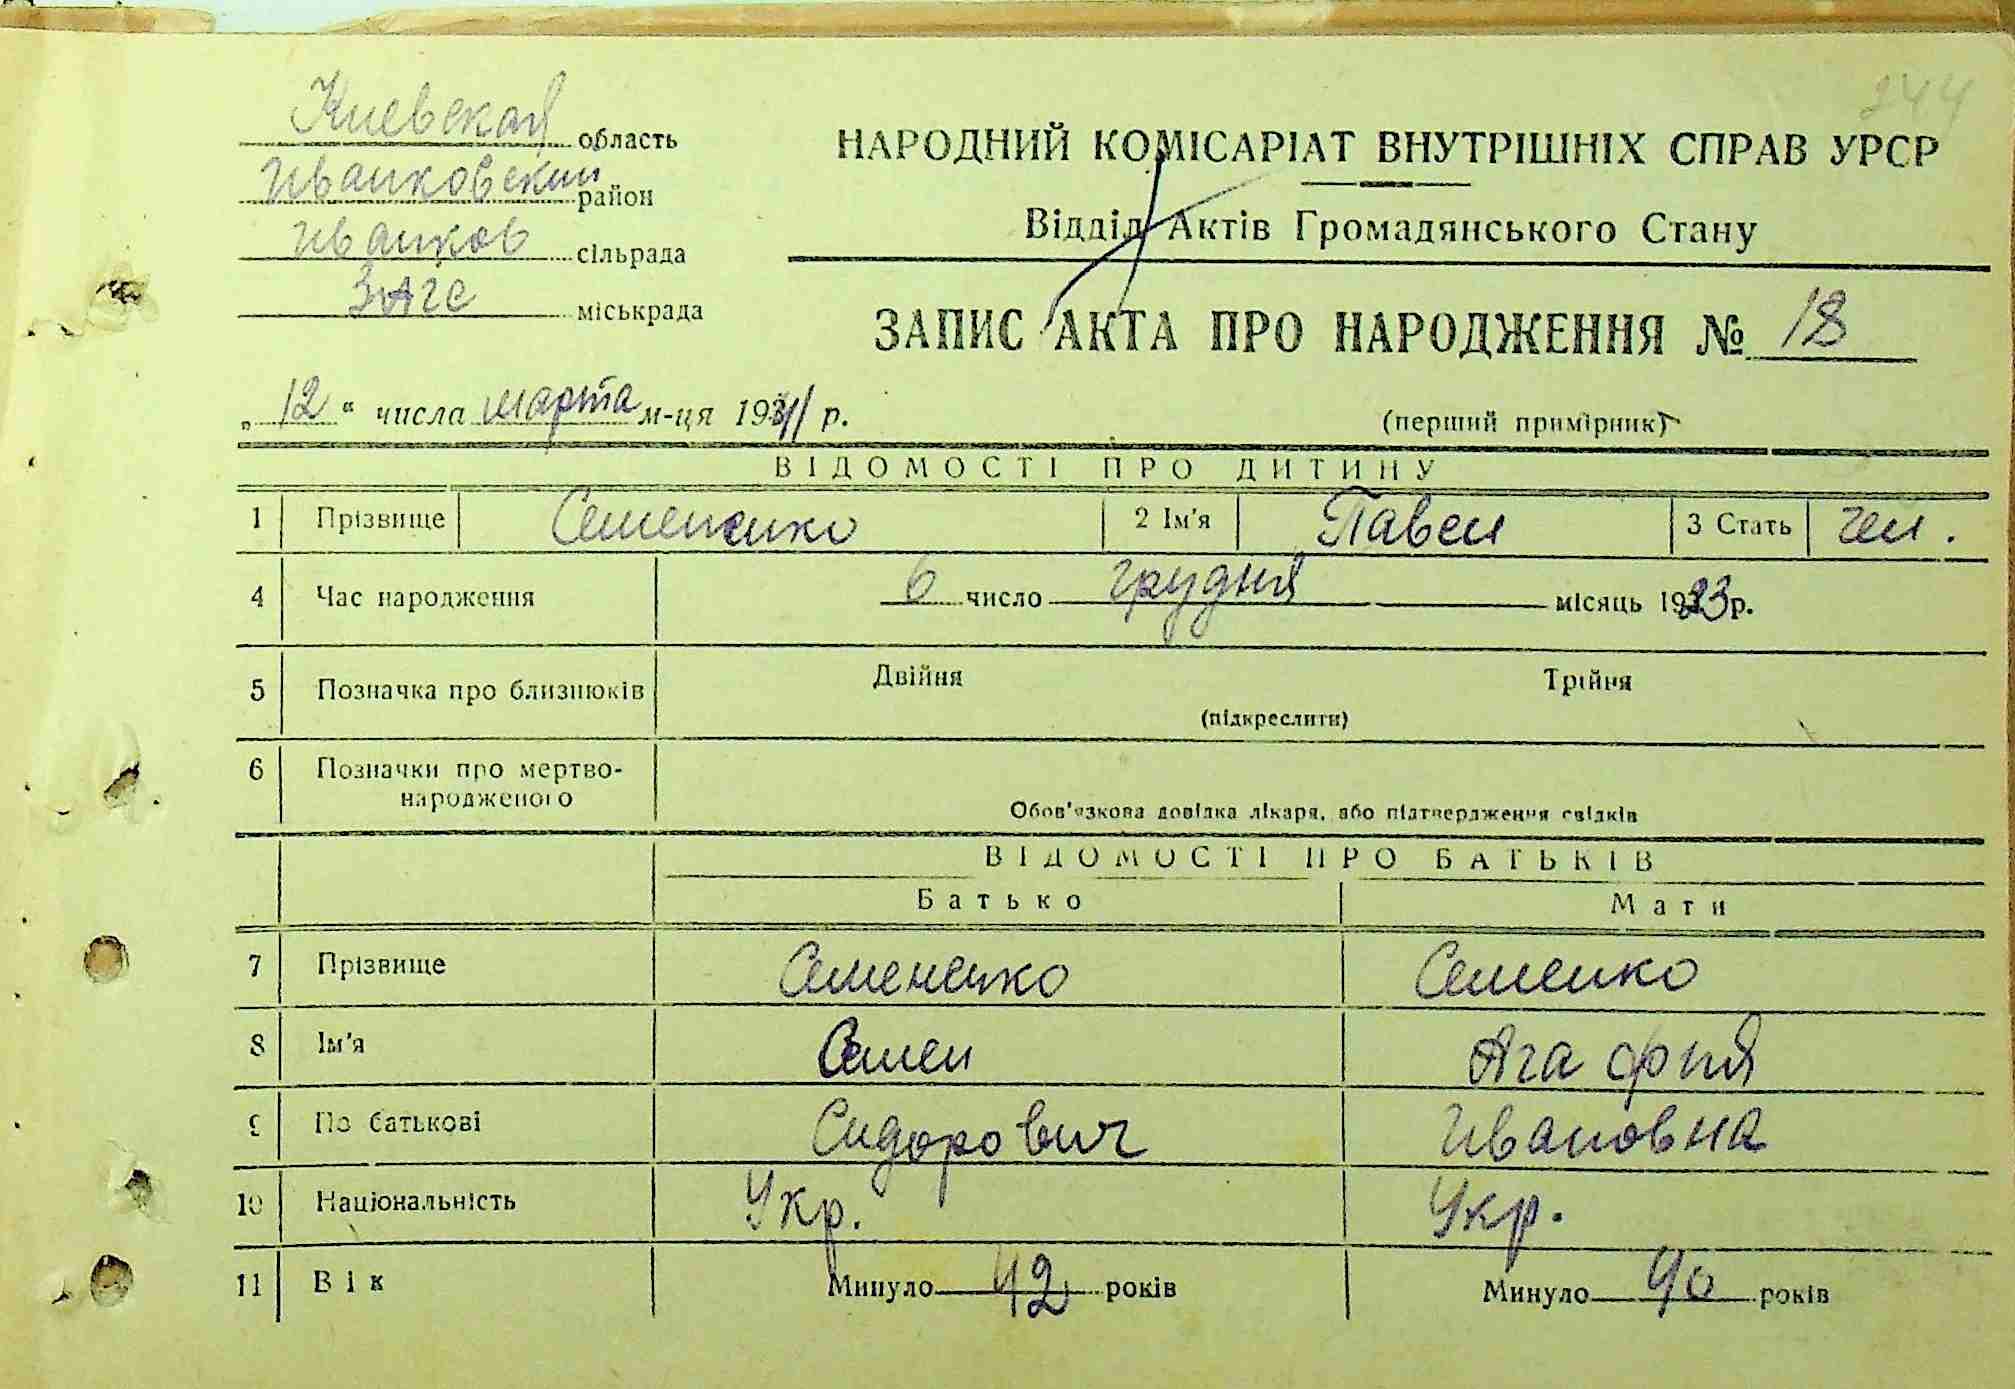 244
Киевская область
Иванковский район
Иванков сільрада
ЗАГС міськрада
НАРОДНИЙ КОМІСАРІАТ ВНУТРІШНІХ СПРАВ УРСР
Відділ Актів Громадянського Стану
ЗАПИС АКТА ПРО НАРОДЖЕННЯ № 18
„12" числа марта м-ця 1941 р.
(перший примірник)
ВІДОМОСТІ ПРО ДИТИНУ
1 Прізвище Семененко 2 Ім'я Павел 3 Стать чел.
4 Час народження 6 число грудня місяць 1923 р.
5 Позначка про близнюків Двійня Трійня
(підкреслити)
6 Позначки про мертво-
народженого
Обов'язкова довідка лікаря, або підтвердження свідків
ВІДОМОСТІ ПРО БАТЬКІВ
Батько Мати
7 Прізвище Семененко Семенко
8 Ім'я Семен Агафия
9 По батькові Сидорович Ивановна
10 Національність Укр. Укр.
11 Вік Минуло 42 років Минуло 40 років